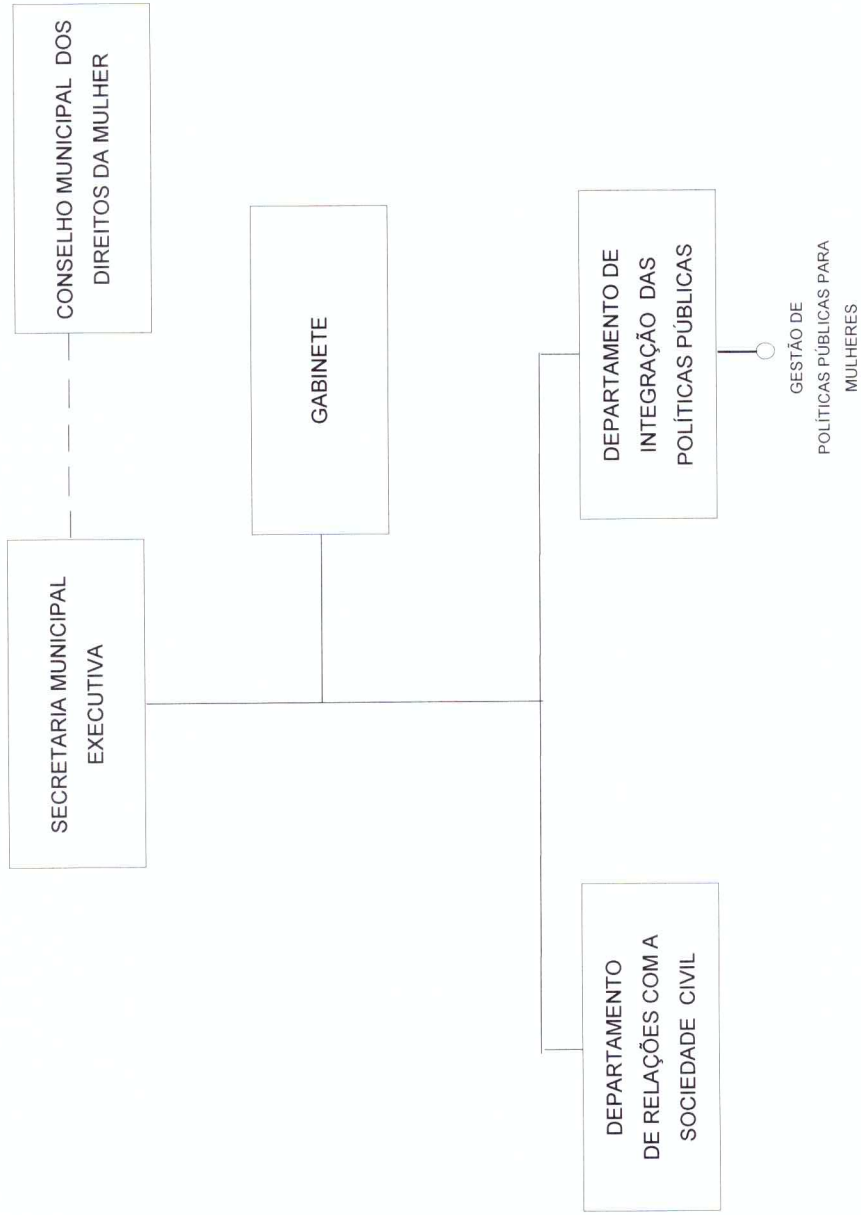 SECRETARIA MUNICIPAL
EXECUTIVA
CONSELHO MUNICIPAL DOS
DIREITOS DA MULHER
GABINETE
DEPARTAMENTO
DE RELAÇÕES COM A
SOCIEDADE CIVIL
DEPARTAMENTO DE
INTEGRAÇÃO DAS
POLÍTICAS PÚBLICAS
GESTÃO DE
POLÍTICAS PÚBLICAS PARA
MULHERES